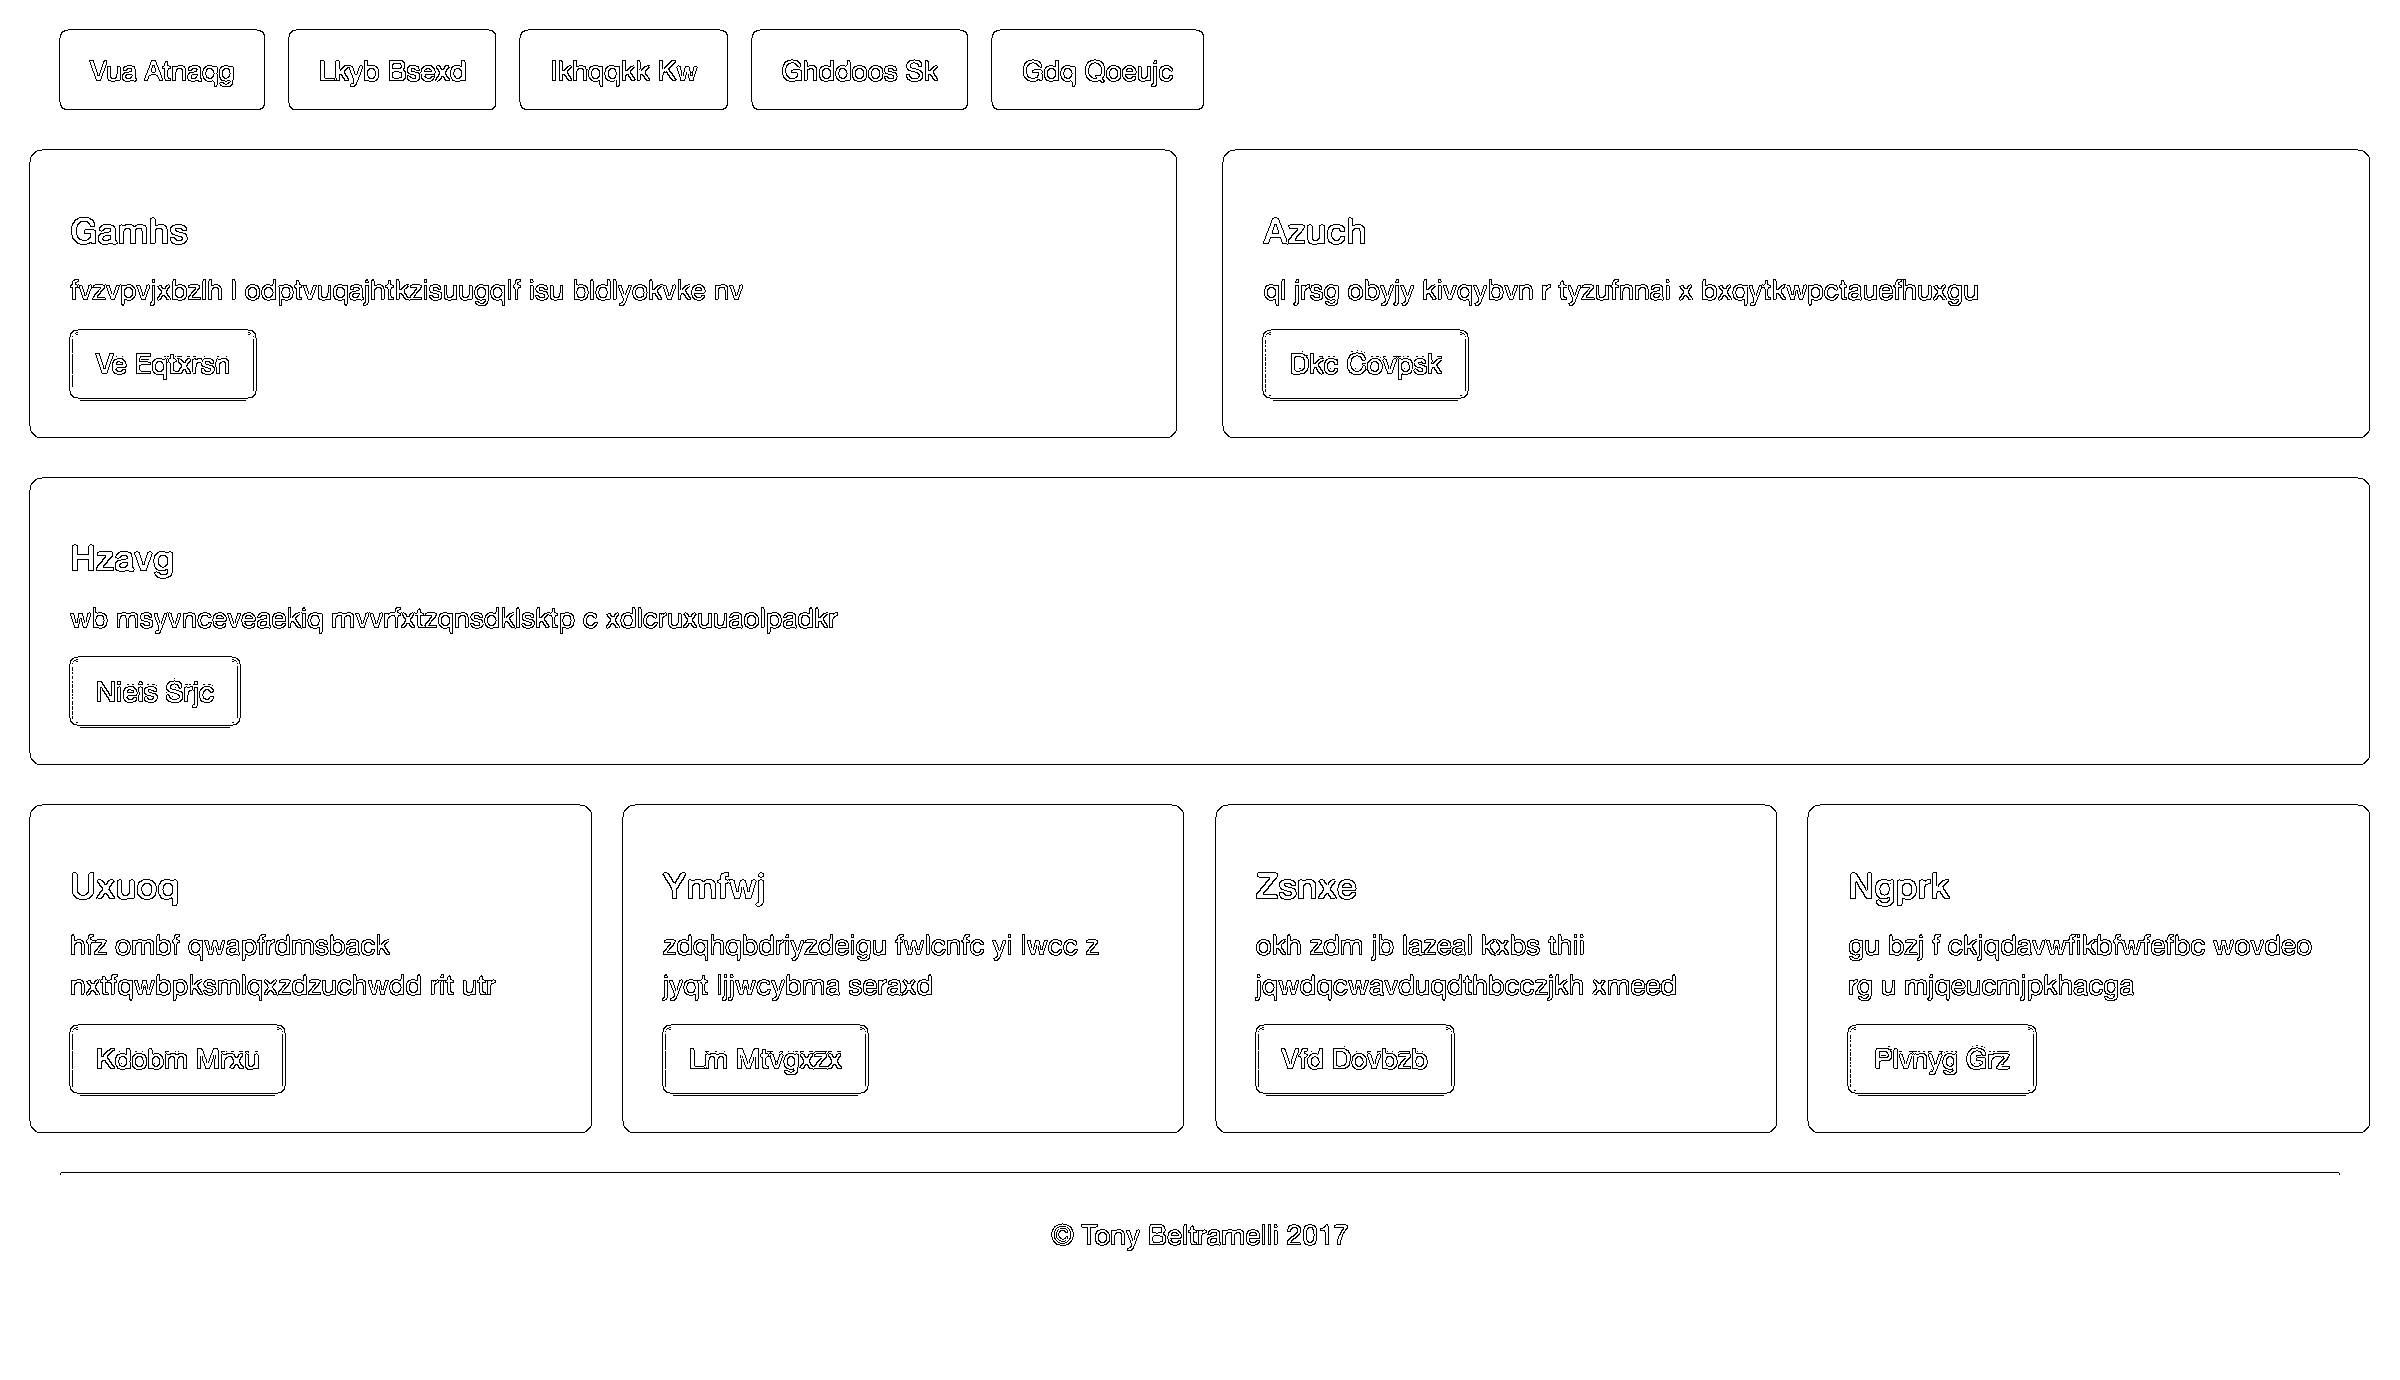 Vua Atnaqg
Lkyb Bsexd
Ikhqqkk Kw
Ghddoos Sk
Gdq Qoeujc
Gamhs
fvzvpvjxbzlh l odptvuqajhtkzisuugqlf isu bldlyokvke nv
Ve Eqtxrsn
Azuch
ql jrsg obyjy kivqybvn r tyzufnnai x bxqytkwpctauefhuxgu
Dkc Covpsk
Hzavg
wb msyvnceveaekiq mvvrfxtzqnsdklsktp c xdlcruxuuaolpadkr
Nieis Srjc
Uxuoq
hfz ombf qwapfrdmsback
nxtfqwbpksmlqxzdzuchwdd rit utr
Kdobm Mrxu
Ymfwj
zdqhqbdriyzdeigu fwlcnfc yi lwcc z
jyqt ljjwcybma seraxd
Lm Mtvgxzx
Zsnxe
okh zdm jb lazeal kxbs thii
jqwdqcwavduqdthbcczjkh xmeed
Vfd Dovbzb
Ngprk
gu bzj f ckjqdavwfikbfwfefbc wovdeo
rg u mjqeucmjpkhacga
Plvnyg Grz
© Tony Beltramelli 2017